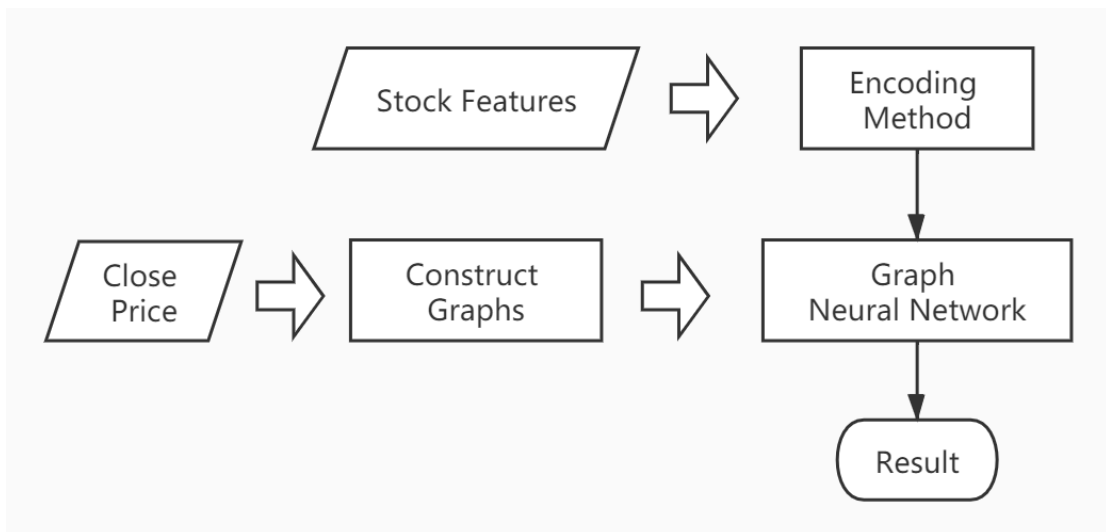 Stock Features
Encoding
Method
Close
Price
Construct
Graphs
Graph
Neural Network
Result